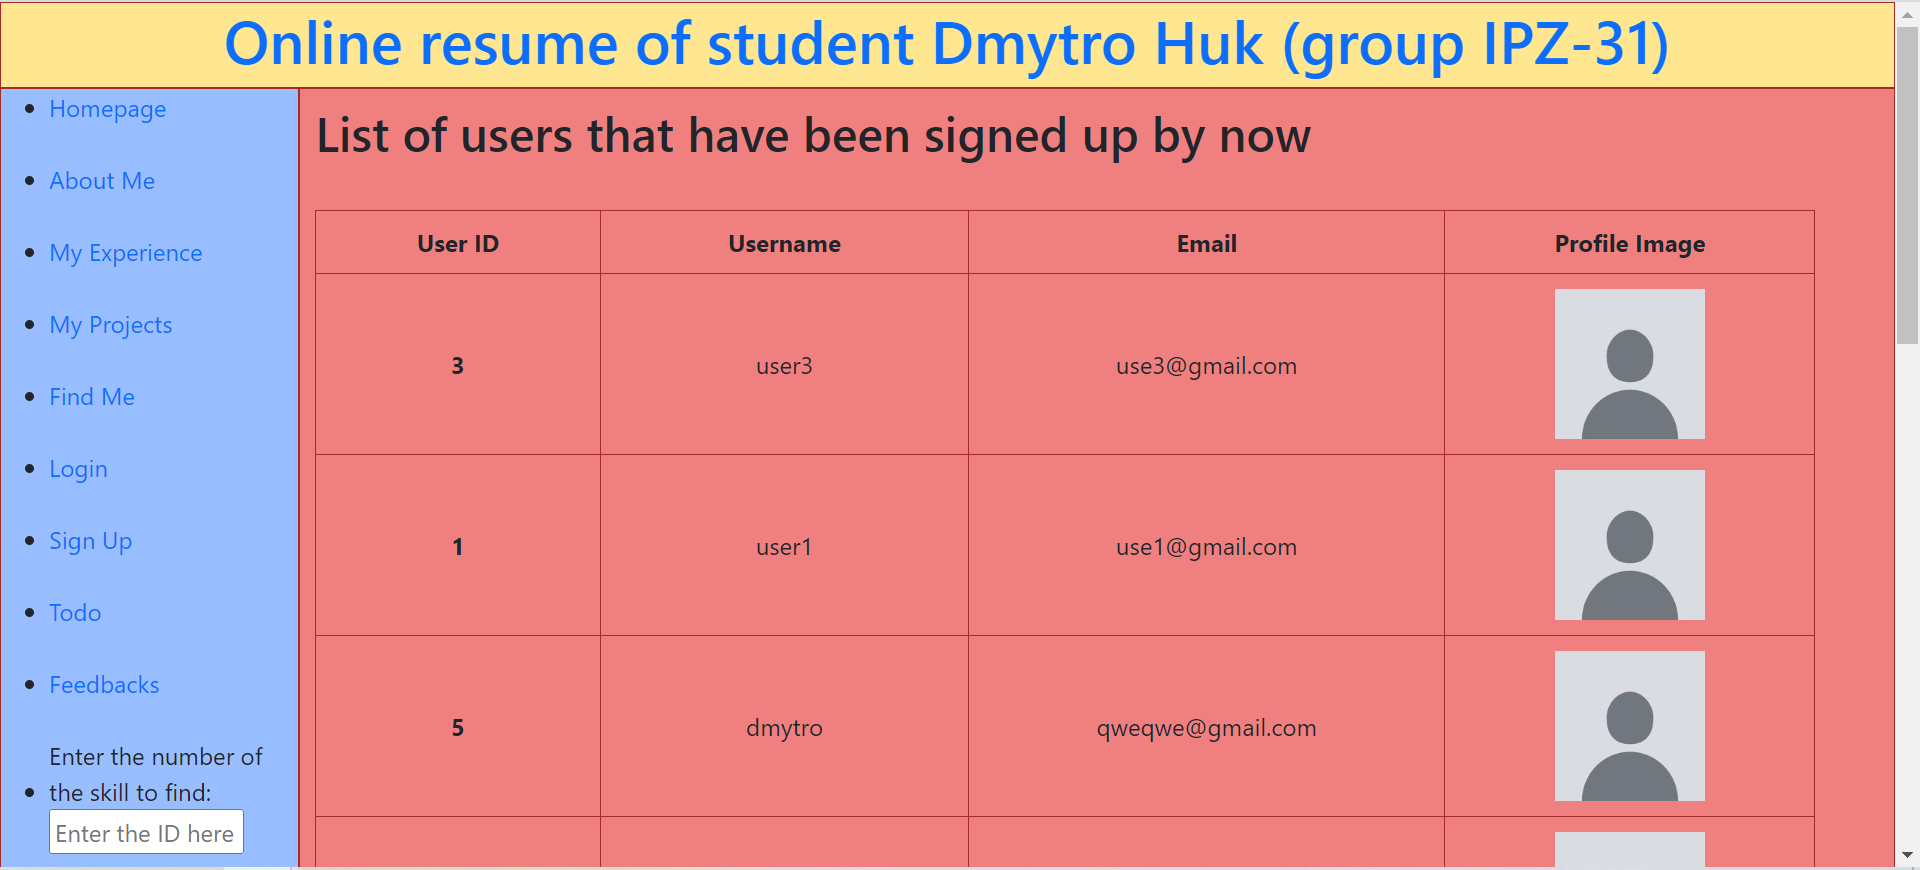 Online resume of student Dmytro Huk (group IPZ-31)
Homepage
About Me
My Experience
My Projects
Find Me
Login
Sign Up
Todo
Feedbacks
Enter the number of
the skill to find:
Enter the ID here
List of users that have been signed up by now
User ID Username Email Profile Image
3 user3 use3@gmail.com
1 user1 use1@gmail.com
5 dmytro qweqwe@gmail.com